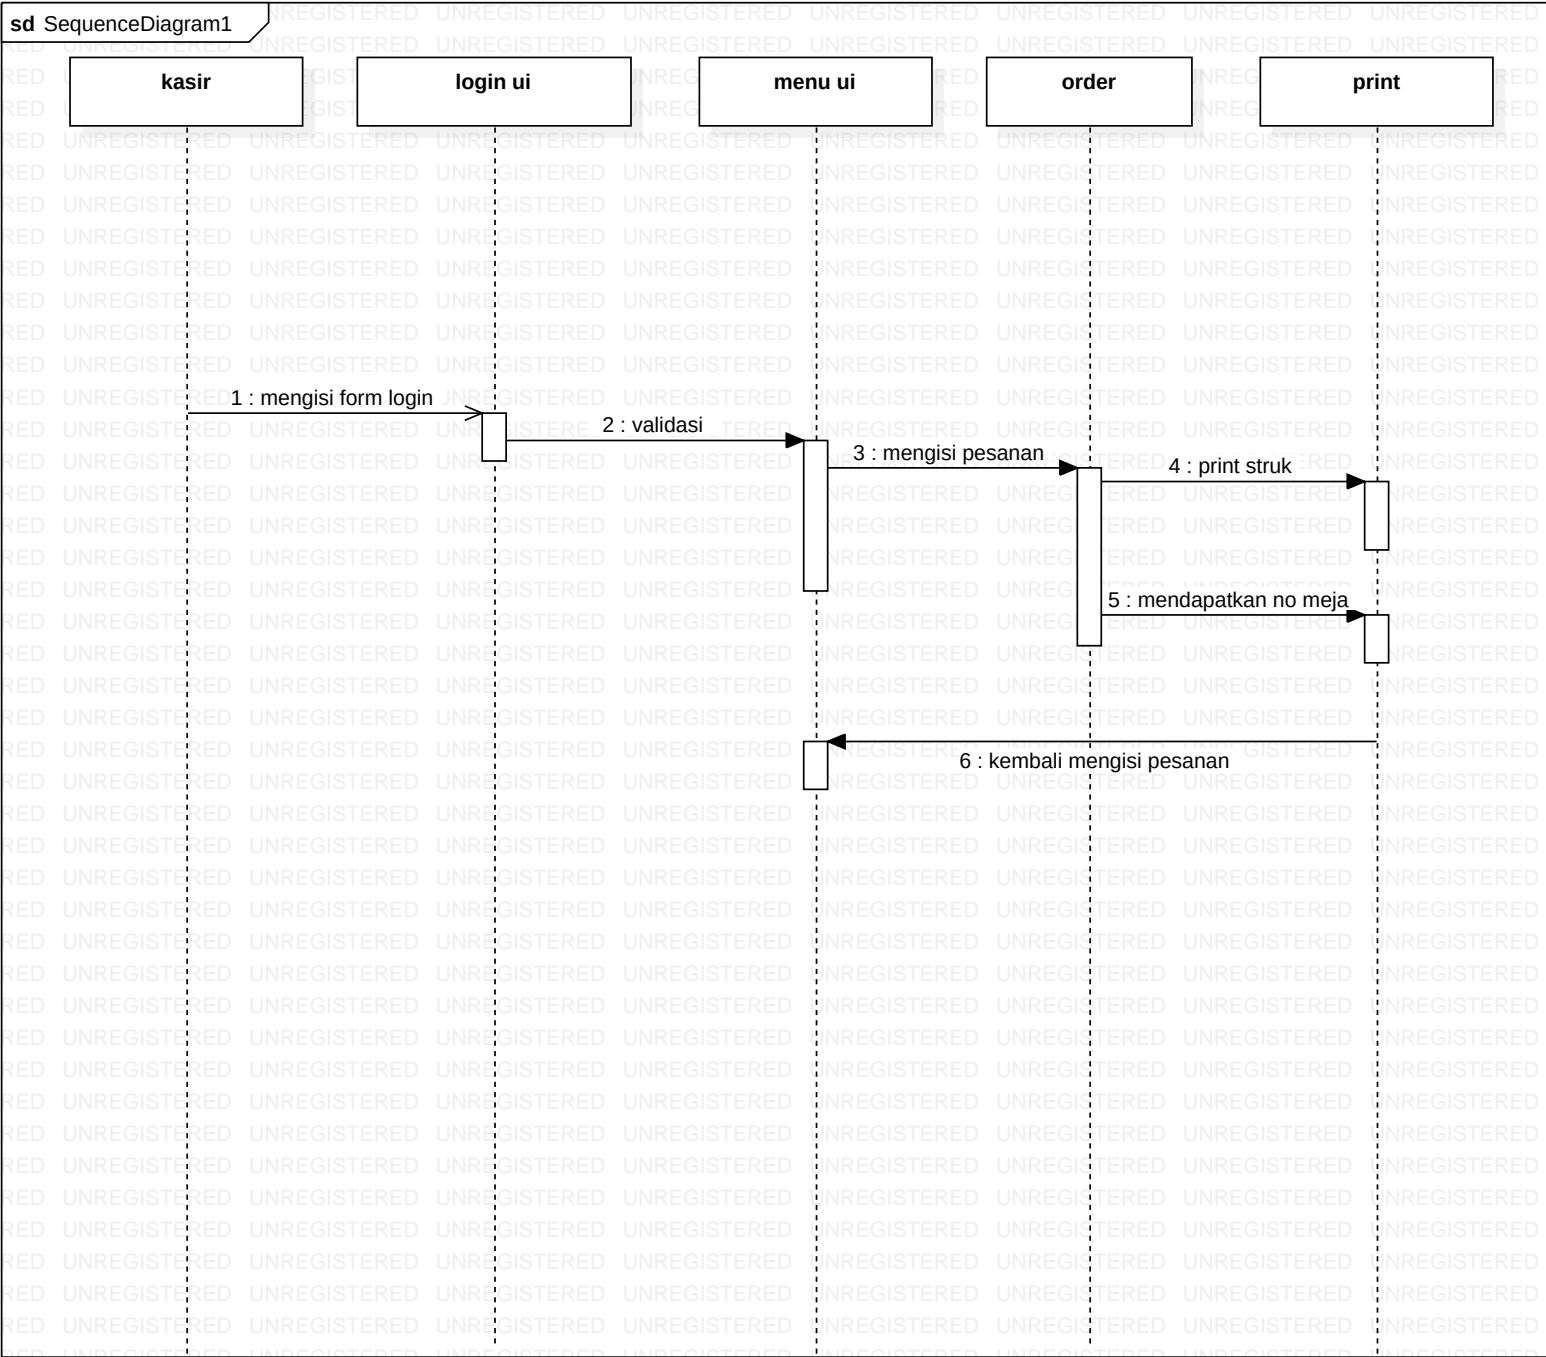 sd SequenceDiagram1
kasir
login ui
menu ui
order
print
1 : mengisi form login
2 : validasi
3 : mengisi pesanan
4 : print struk
5 : mendapatkan no meja
6 : kembali mengisi pesanan
UNREGISTERED